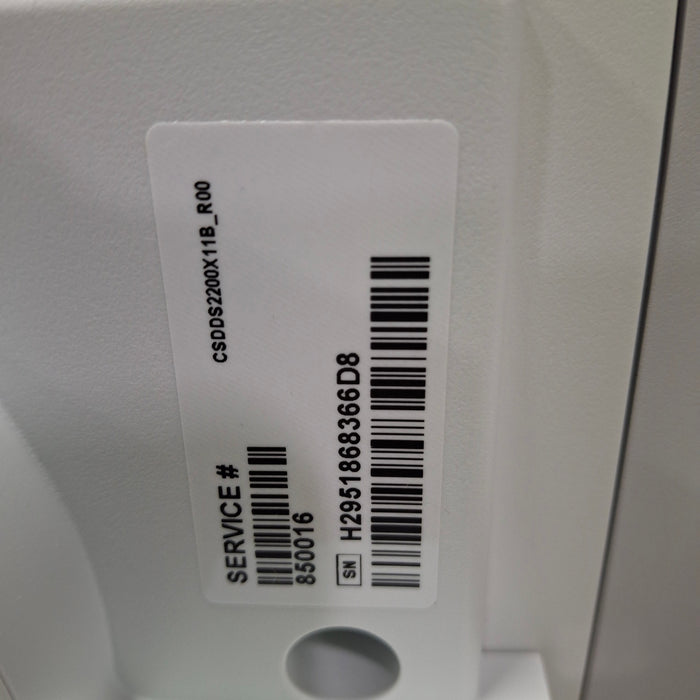 CSDDS2200X11B_R00
SERVICE #
850016
SN H2951868366D8